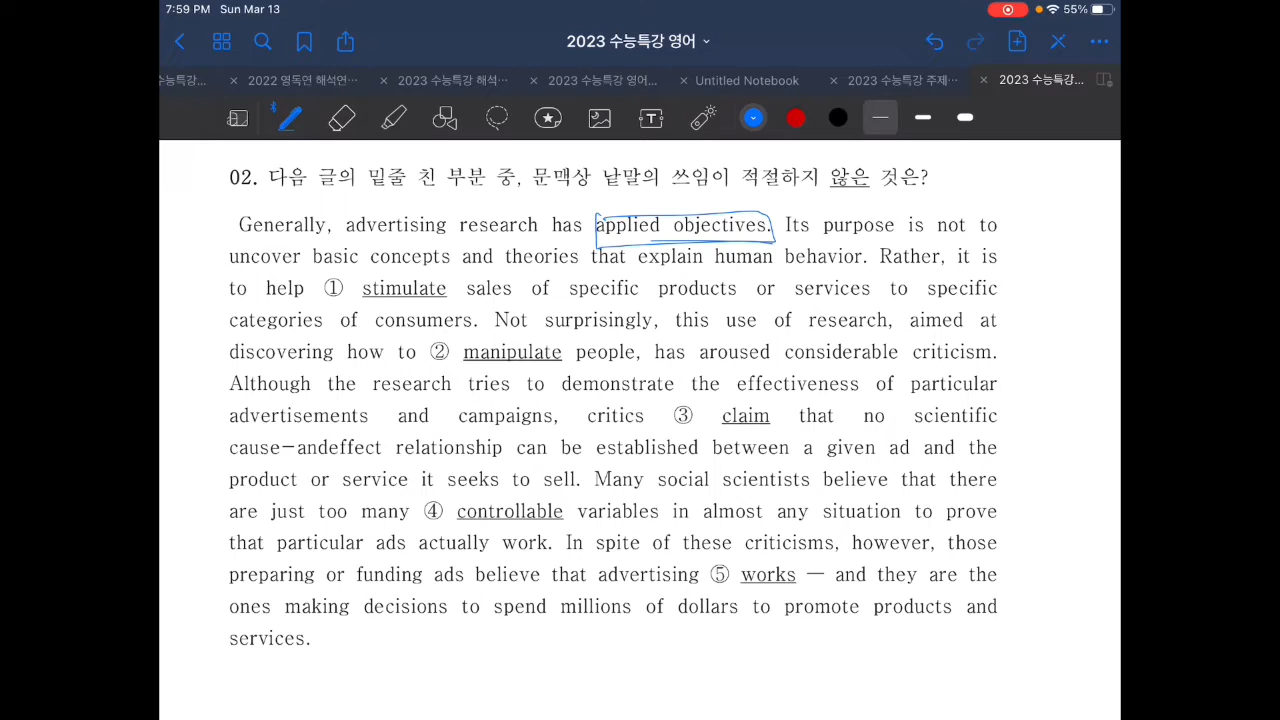 7:59 PM Sun Mar 13 55%
2023 수능특강 영어
수능특강... 2022 영독연 해석연... 2023 수능특강 해석... 2023 수능특강 영어... Untitled Notebook 2023 수능특강 주제... 2023 수능특강...
02. 다음 글의 밑줄 친 부분 중, 문맥상 낱말의 쓰임이 적절하지 않은 것은?
Generally, advertising research has applied objectives. Its purpose is not to
uncover basic concepts and theories that explain human behavior. Rather, it is
to help ① stimulate sales of specific products or services to specific
categories of consumers. Not surprisingly, this use of research, aimed at
discovering how to ② manipulate people, has aroused considerable criticism.
Although the research tries to demonstrate the effectiveness of particular
advertisements and campaigns, critics ③ claim that no scientific
cause-andeffect relationship can be established between a given ad and the
product or service it seeks to sell. Many social scientists believe that there
are just too many ④ controllable variables in almost any situation to prove
that particular ads actually work. In spite of these criticisms, however, those
preparing or funding ads believe that advertising ⑤ works — and they are the
ones making decisions to spend millions of dollars to promote products and
services.